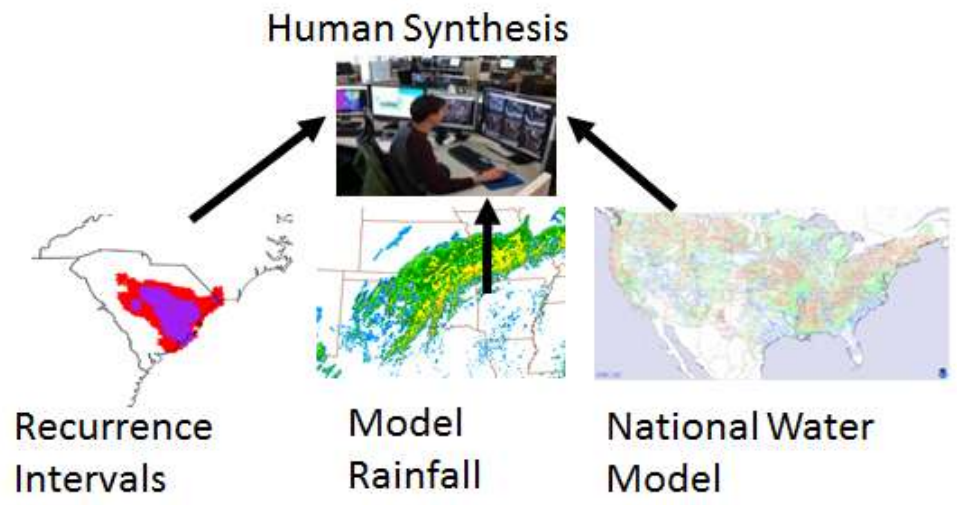 Human Synthesis
Recurrence
Intervals
Model
Rainfall
National Water
Model